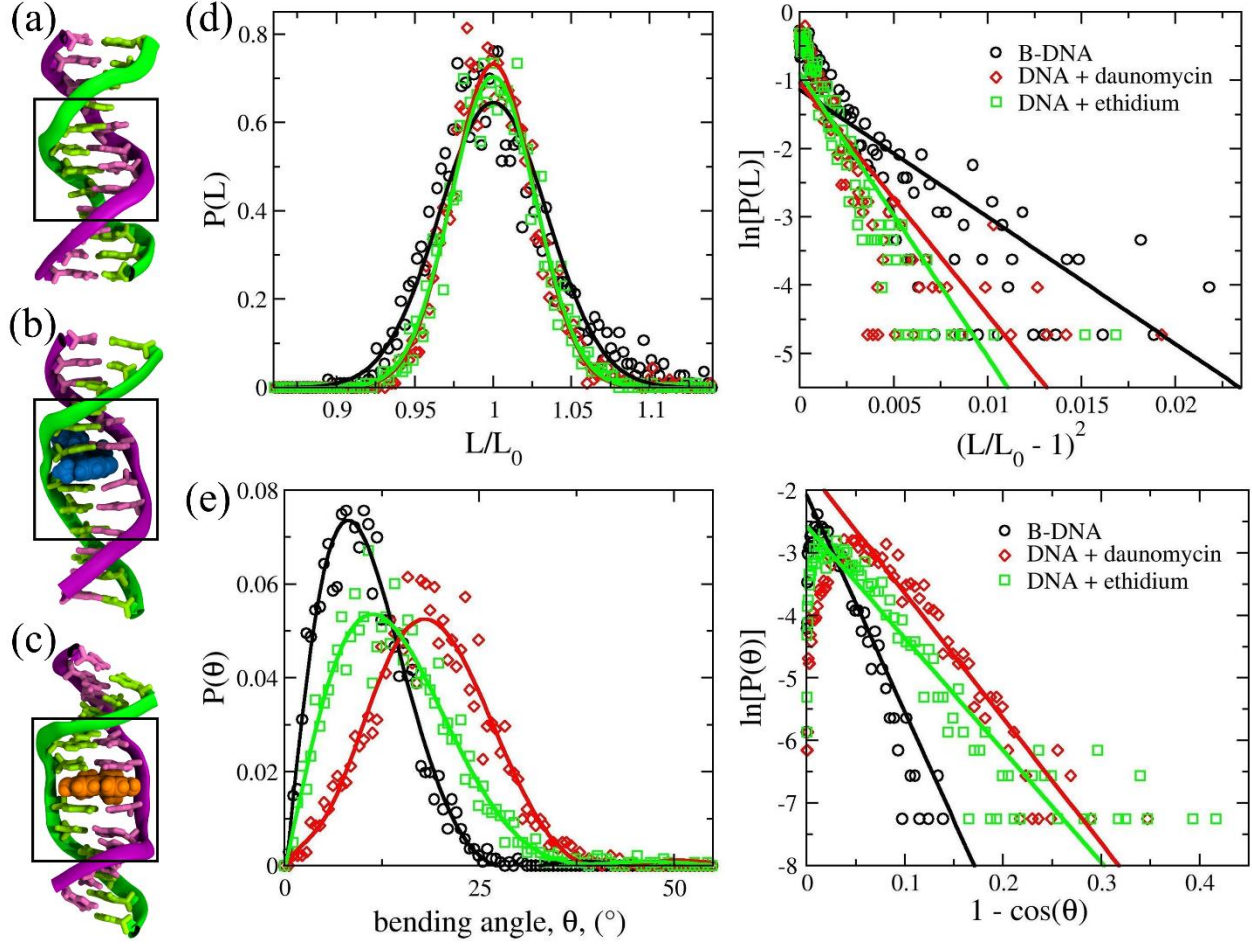 (a)
(b)
(c)
(d)
0.8
0.6
0.4
0.2
0
P(L)
0.9
0.95
1
1.05
1.1
L/L0
0
-1
-2
-3
-4
-5
ln[P(L)]
B-DNA
DNA + daunomycin
DNA + ethidium
0
0.005
0.01
0.015
0.02
(L/L0 - 1)2
(e)
0.08
0.06
0.04
0.02
0
P(θ)
0
25
50
bending angle, θ, (°)
-2
-3
-4
-5
-6
-7
-8
ln[P(θ)]
B-DNA
DNA + daunomycin
DNA + ethidium
0
0.1
0.2
0.3
0.4
1 - cos(θ)